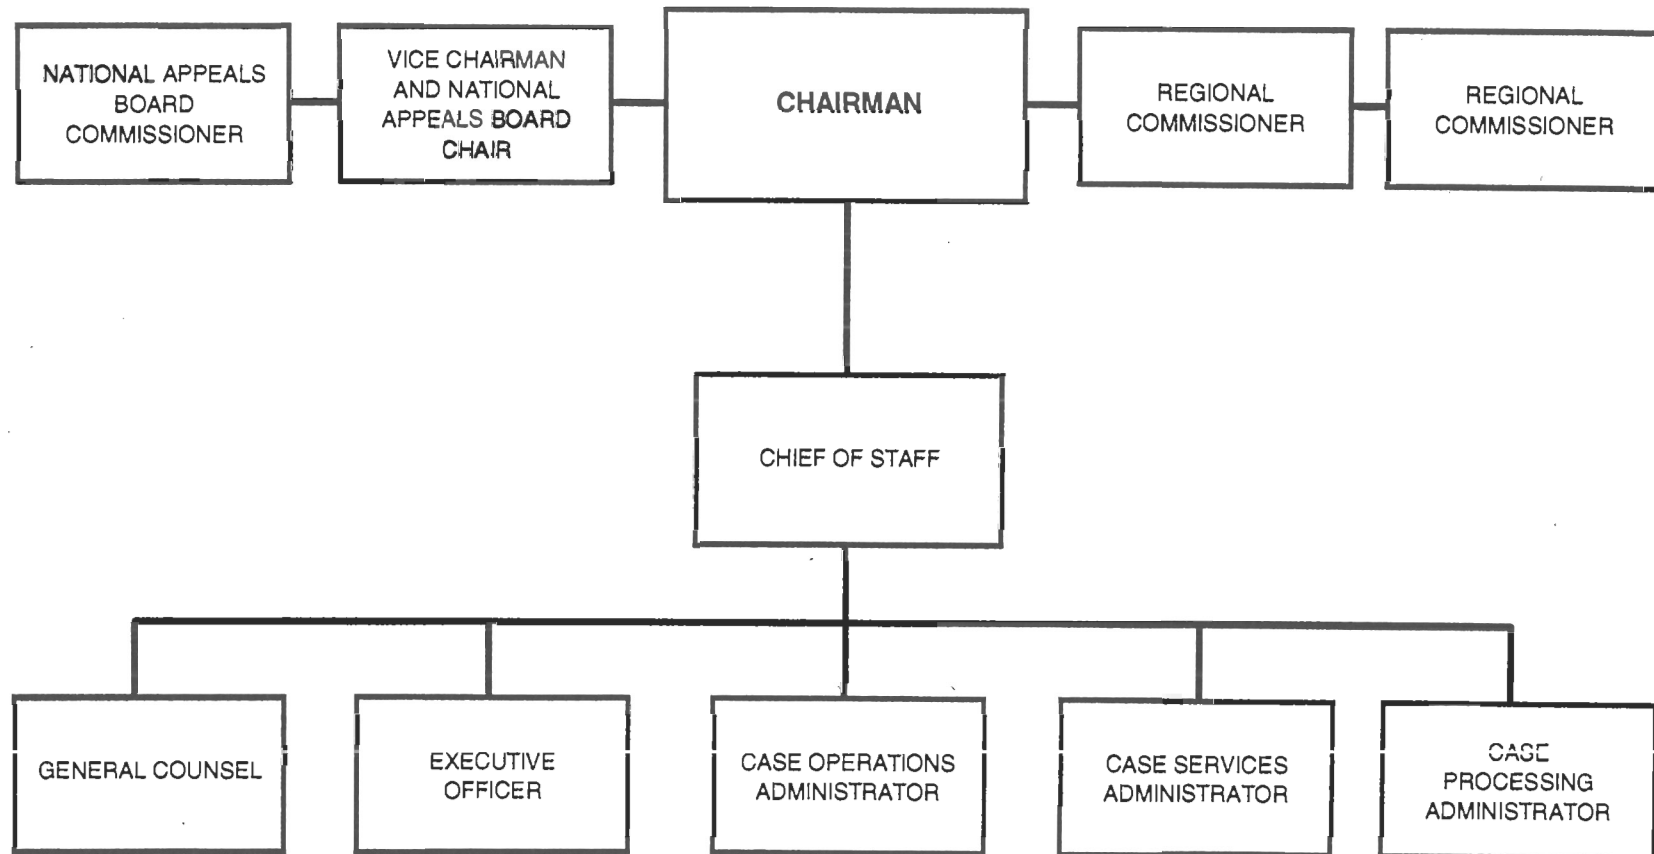 NATIONAL APPEALS
BOARD
COMMISSIONER
VICE CHAIRMAN
AND NATIONAL
APPEALS BOARD
CHAIR
CHAIRMAN
REGIONAL
COMMISSIONER
REGIONAL
COMMISSIONER
CHIEF OF STAFF
GENERAL COUNSEL
EXECUTIVE
OFFICER
CASE OPERATIONS
ADMINISTRATOR
CASE SERVICES
ADMINISTRATOR
CASE
PROCESSING
ADMINISTRATOR